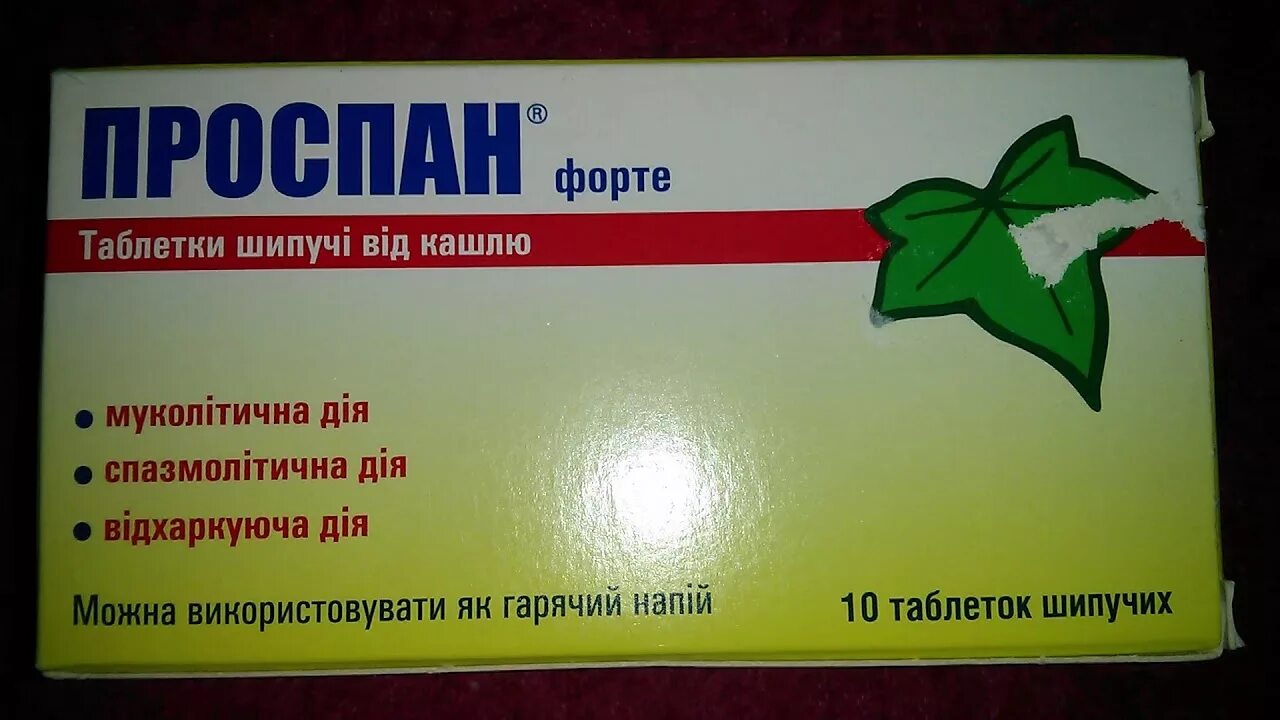 ПРОСПАН® форте
Таблетки шипучі від кашлю
• муколітична дія
• спазмолітична дія
• відхаркуюча дія
Можна використовувати як гарячий напій
10 таблеток шипучих